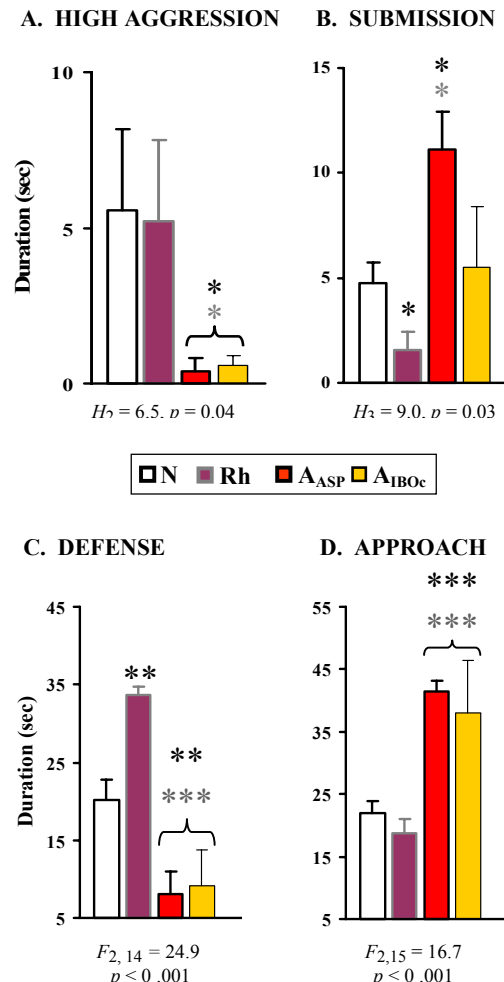 A. HIGH AGGRESSION
B. SUBMISSION
Duration (sec)
10
5
0
*
*
15
10
5
0
*
*
*
H2 = 6.5, p = 0.04
H3 = 9.0, p = 0.03
N Rh AASP AIBOc
C. DEFENSE
D. APPROACH
Duration (sec)
45
35
25
15
5
**
**
***
55
45
35
25
15
5
***
***
F2, 14 = 24.9
p < 0 .001
F2,15 = 16.7
p < 0 .001